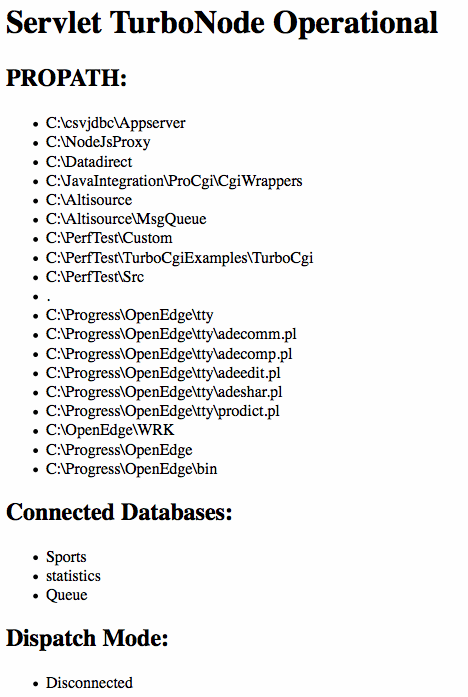 Servlet TurboNode Operational
PROPATH:
• C:\csvjdbc\Appserver
• C:\NodeJsProxy
• C:\Datadirect
• C:\JavaIntegration\ProCgi\CgiWrappers
• C:\Altisource
• C:\Altisource\MsgQueue
• C:\PerfTest\Custom
• C:\PerfTest\TurboCgiExamples\TurboCgi
• C:\PerfTest\Src
• .
• C:\Progress\OpenEdge\tty
• C:\Progress\OpenEdge\tty\adecomm.pl
• C:\Progress\OpenEdge\tty\adecomp.pl
• C:\Progress\OpenEdge\tty\adeedit.pl
• C:\Progress\OpenEdge\tty\adeshar.pl
• C:\Progress\OpenEdge\tty\prodict.pl
• C:\OpenEdge\WRK
• C:\Progress\OpenEdge
• C:\Progress\OpenEdge\bin
Connected Databases:
• Sports
• statistics
• Queue
Dispatch Mode:
• Disconnected